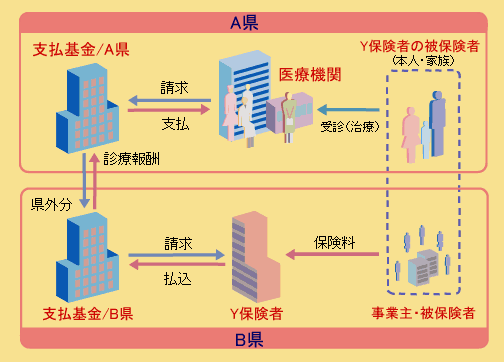 A県
支払基金/A県
医療機関
Y保険者の被保険者
(本人・家族)
請求
支払
受診(治療)
診療報酬
県外分
請求
払込
保険料
支払基金/B県
Y保険者
事業主・被保険者
B県